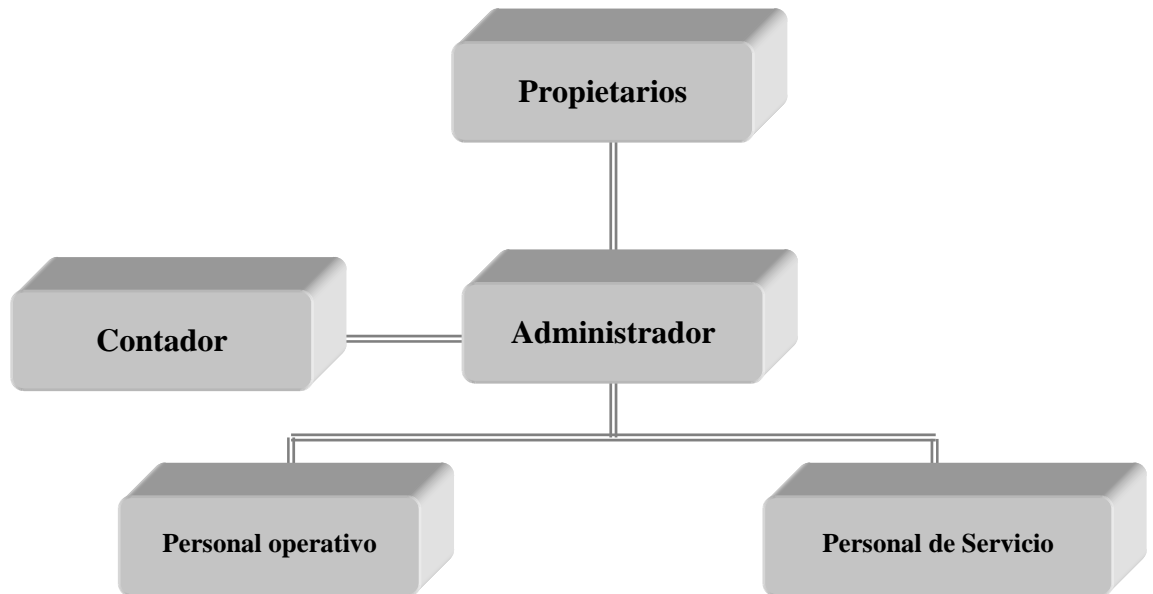 Propietarios
Contador
Administrador
Personal operativo
Personal de Servicio